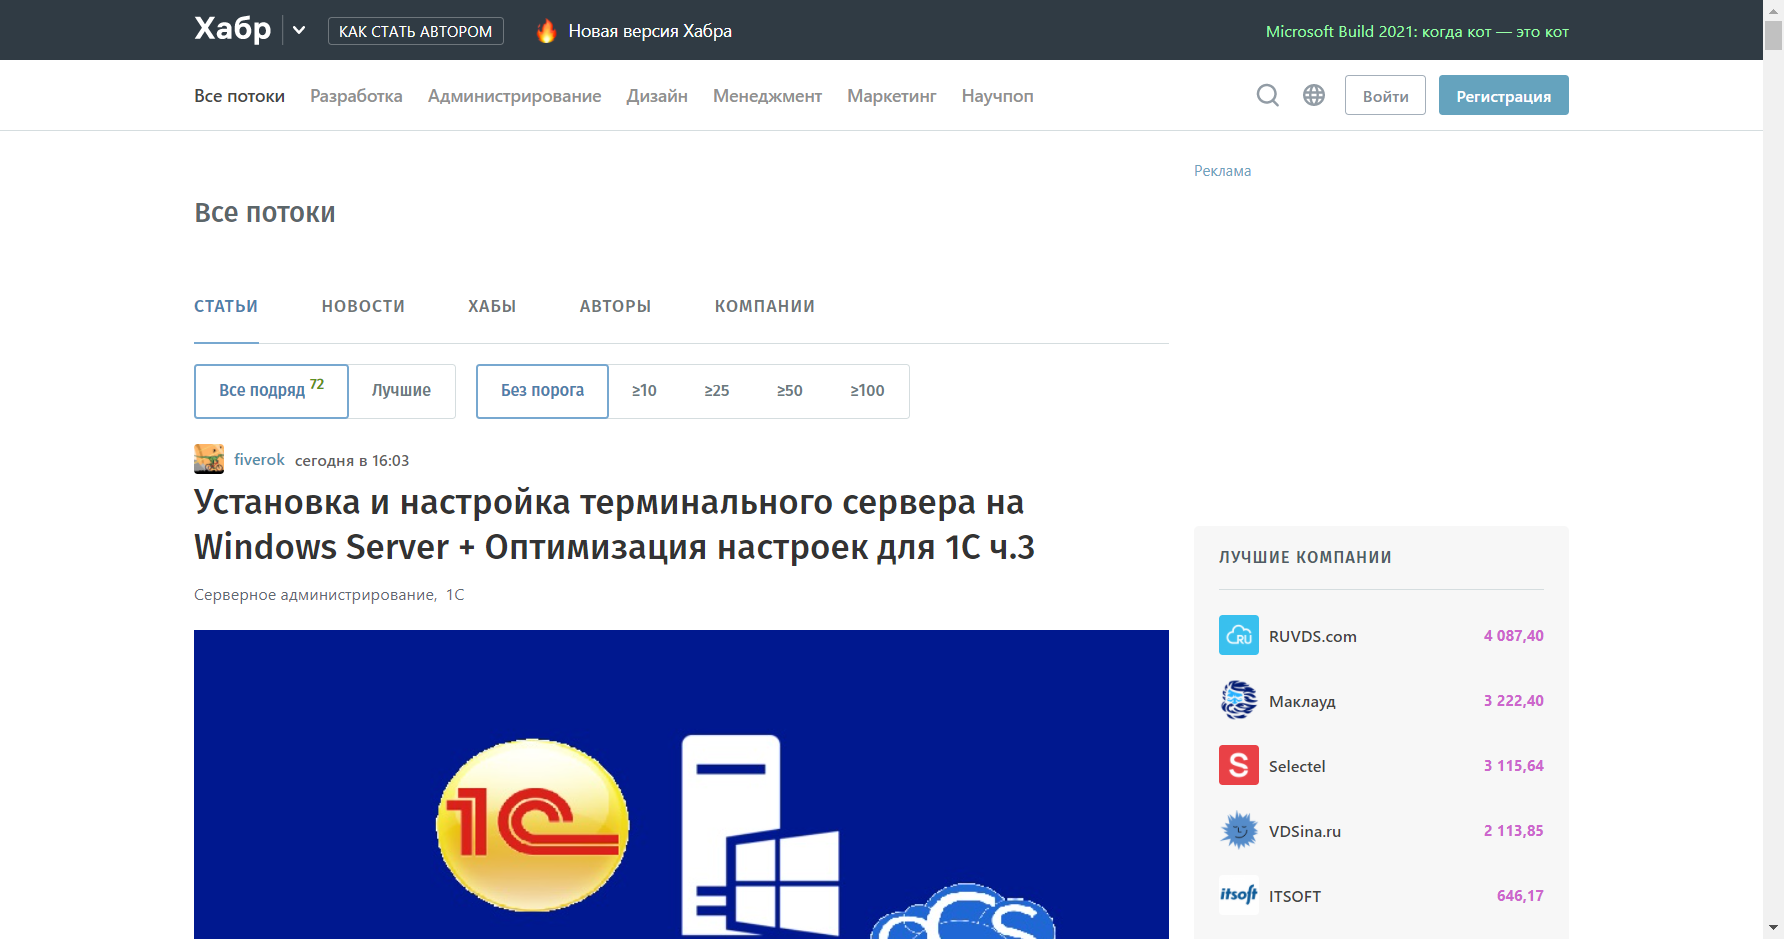 Хабр
КАК СТАТЬ АВТОРОМ
Новая версия Хабра
Microsoft Build 2021: когда кот — это кот
Все потоки Разработка Администрирование Дизайн Менеджмент Маркетинг Научпоп
Войти
Регистрация
Реклама
Все потоки
СТАТЬИ НОВОСТИ ХАБЫ АВТОРЫ КОМПАНИИ
Все подряд 72 Лучшие Без порога ≥10 ≥25 ≥50 ≥100
fiverok сегодня в 16:03
Установка и настройка терминального сервера на
Windows Server + Оптимизация настроек для 1С ч.3
Серверное администрирование, 1С
1С
CS
ЛУЧШИЕ КОМПАНИИ
RU RUVDS.com 4 087,40
Маклауд 3 222,40
S Selectel 3 115,64
VDSina.ru 2 113,85
itsoft ITSOFT 646,17